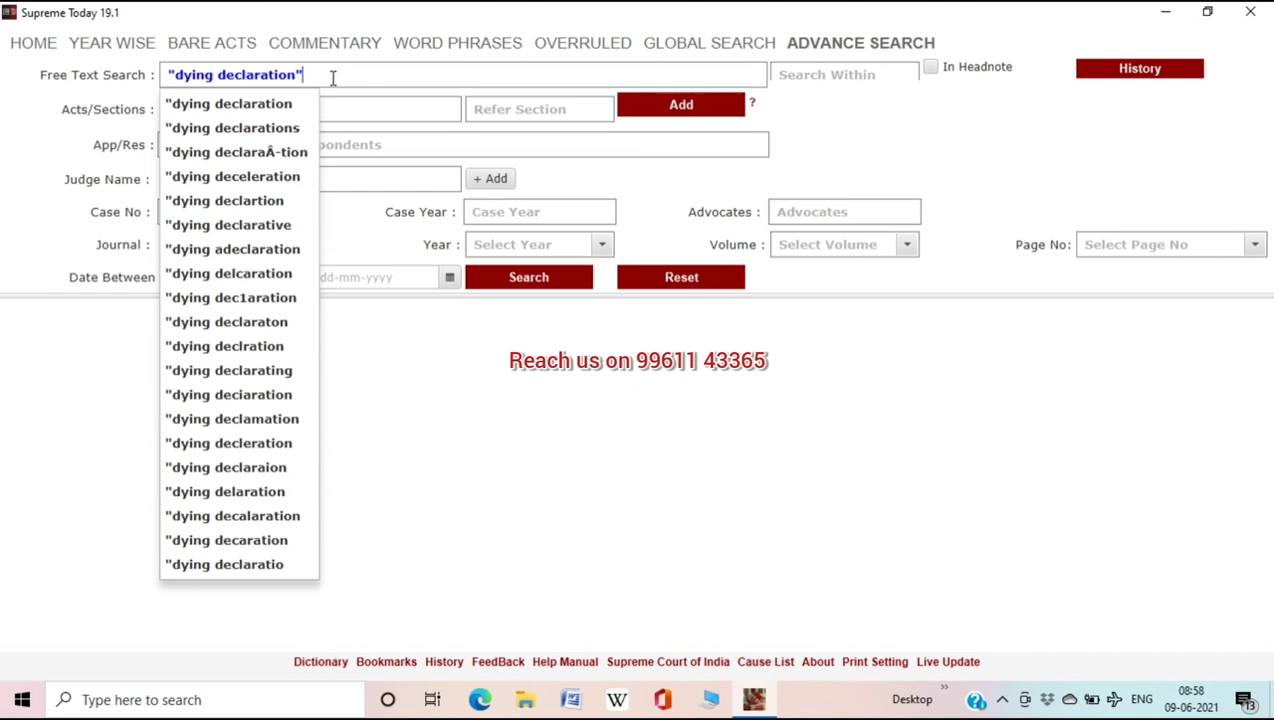 Supreme Today 19.1
HOME YEAR WISE BARE ACTS COMMENTARY WORD PHRASES OVERRULED GLOBAL SEARCH ADVANCE SEARCH
Free Text Search : "dying declaration" Search Within In Headnote History
"dying declaration
Acts/Sections : Refer Section Add ?
"dying declarations
App/Res : pondents
"dying declaraÂ-tion
Judge Name : + Add
"dying deceleration
"dying declartion
Case No : Case Year : Case Year Advocates : Advocates
"dying declarative
Journal : Year : Select Year Volume : Select Volume Page No: Select Page No
"dying adeclaration
Date Between dd-mm-yyyy Search Reset
"dying delcaration
"dying dec1aration
"dying declaraton
"dying declration
Reach us on 99611 43365
"dying declarating
"dying deciaration
"dying declamation
"dying decleration
"dying declaraion
"dying delaration
"dying decalaration
"dying decaration
"dying declaratio
Dictionary Bookmarks History FeedBack Help Manual Supreme Court of India Cause List About Print Setting Live Update
Type here to search Desktop ENG 08:58
09-06-2021 13